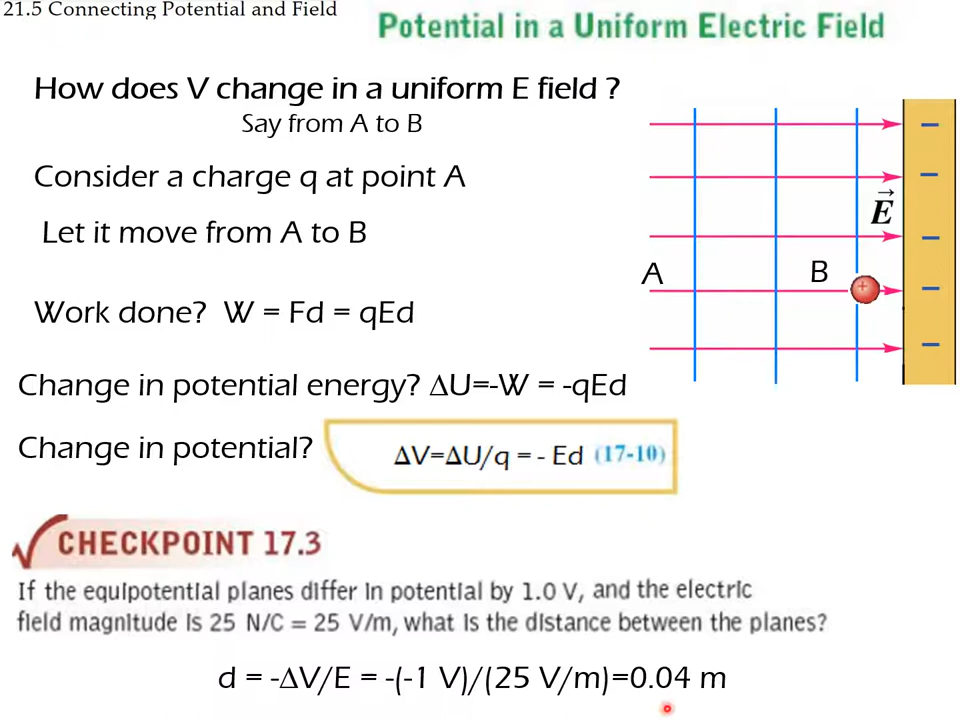 21.5 Connecting Potential and Field
Potential in a Uniform Electric Field
How does V change in a uniform E field ?
Say from A to B
Consider a charge q at point A
Let it move from A to B
Work done? W = Fd = qEd
Change in potential energy? ΔU=-W = -qEd
Change in potential?
ΔV=ΔU/q = - Ed (17-10)
E⃗
A
B
+
−
−
−
−
−
CHECKPOINT 17.3
If the equipotential planes differ in potential by 1.0 V, and the electric
field magnitude is 25 N/C = 25 V/m, what is the distance between the planes?
d = -ΔV/E = -(-1 V)/(25 V/m)=0.04 m